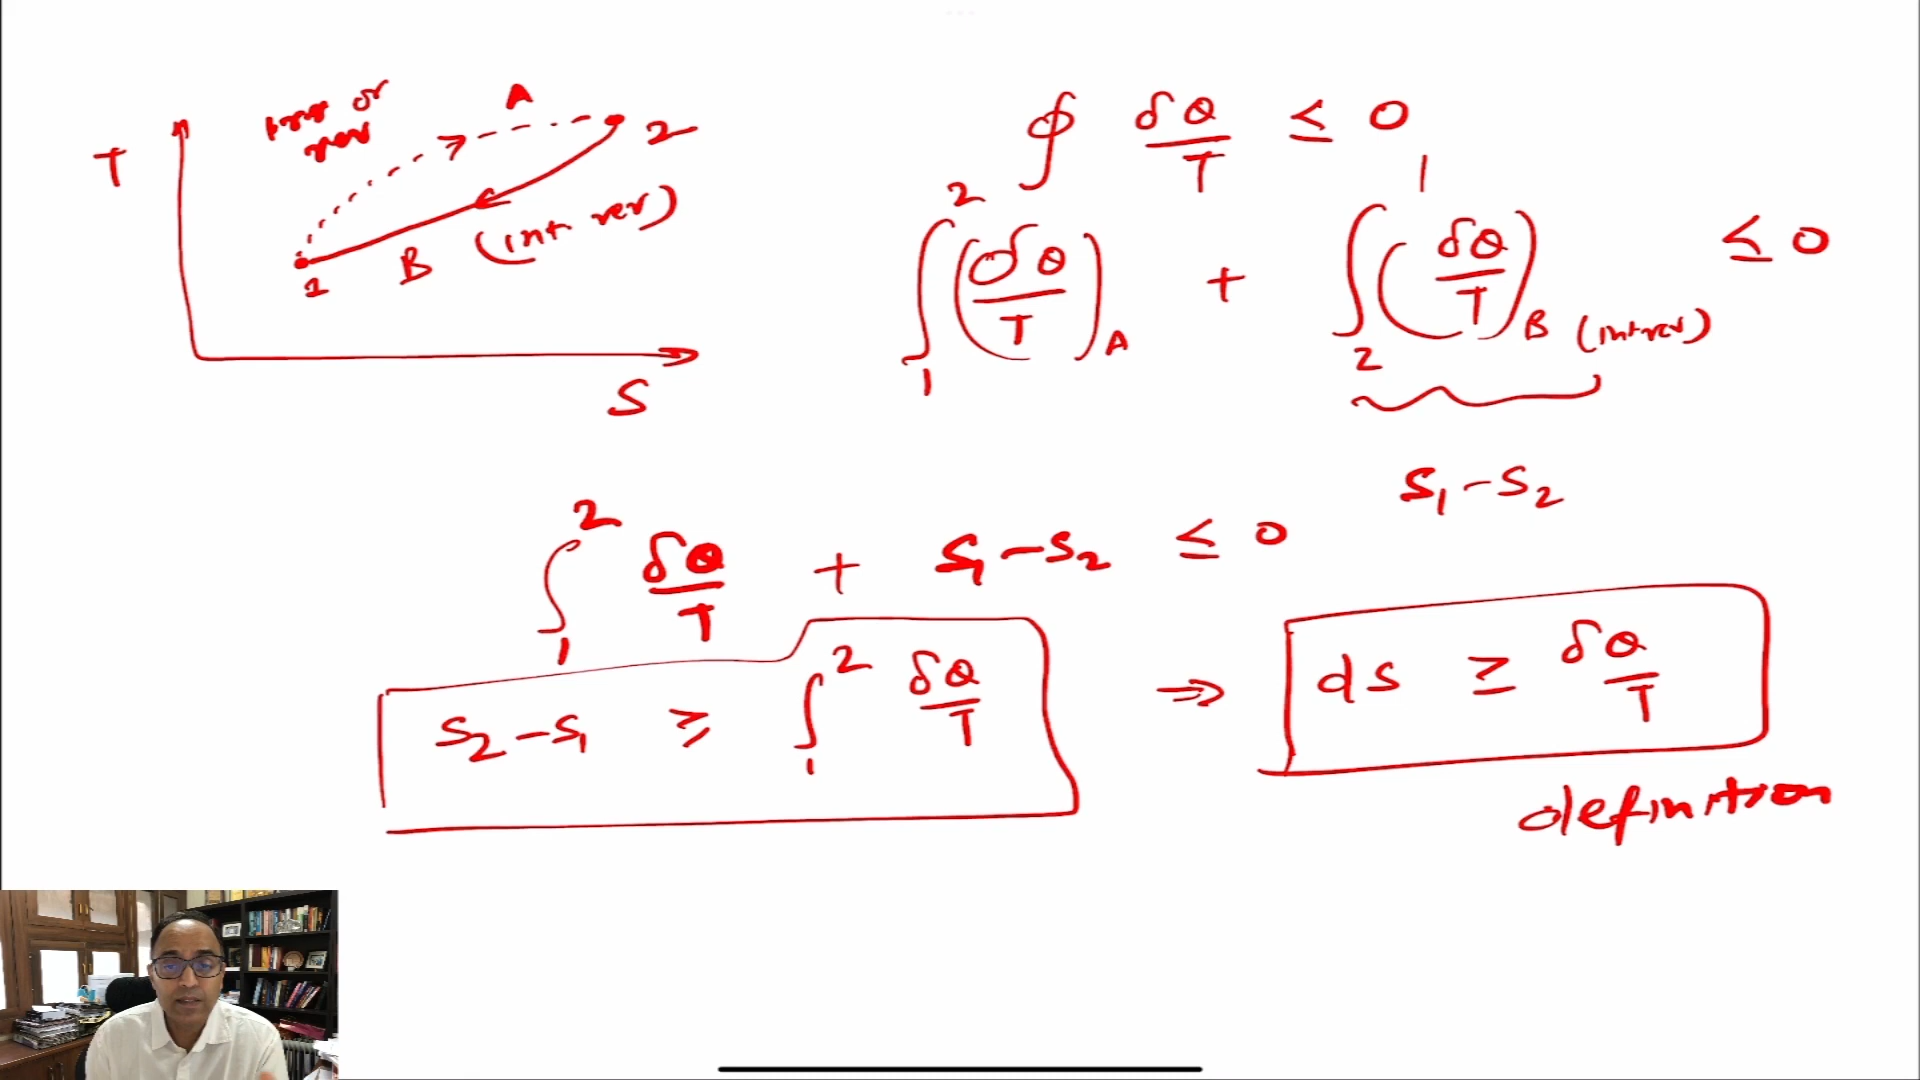 T
irr or
rev
A
2
1
B (int. rev)
S
∮ δQ/T ≤ 0
∫₁² (δQ/T)_A + ∫₂¹ (δQ/T)_B (int rev) ≤ 0
S₁ - S₂
∫₁² δQ/T + S₁ - S₂ ≤ 0
S₂ - S₁ ≥ ∫₁² δQ/T ⇒ dS ≥ δQ/T
definition